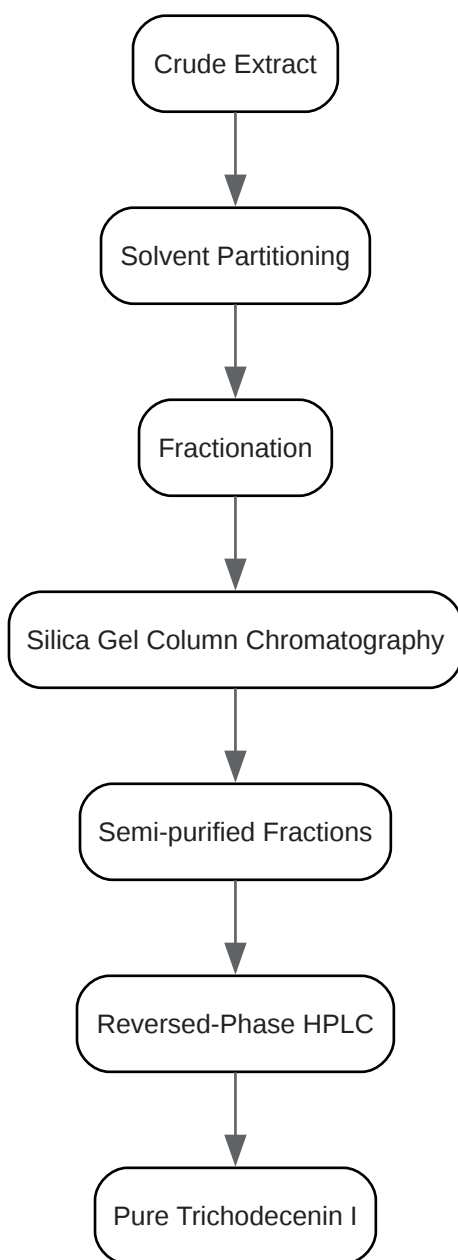 Crude Extract
Solvent Partitioning
Fractionation
Silica Gel Column Chromatography
Semi-purified Fractions
Reversed-Phase HPLC
Pure Trichodecenin I